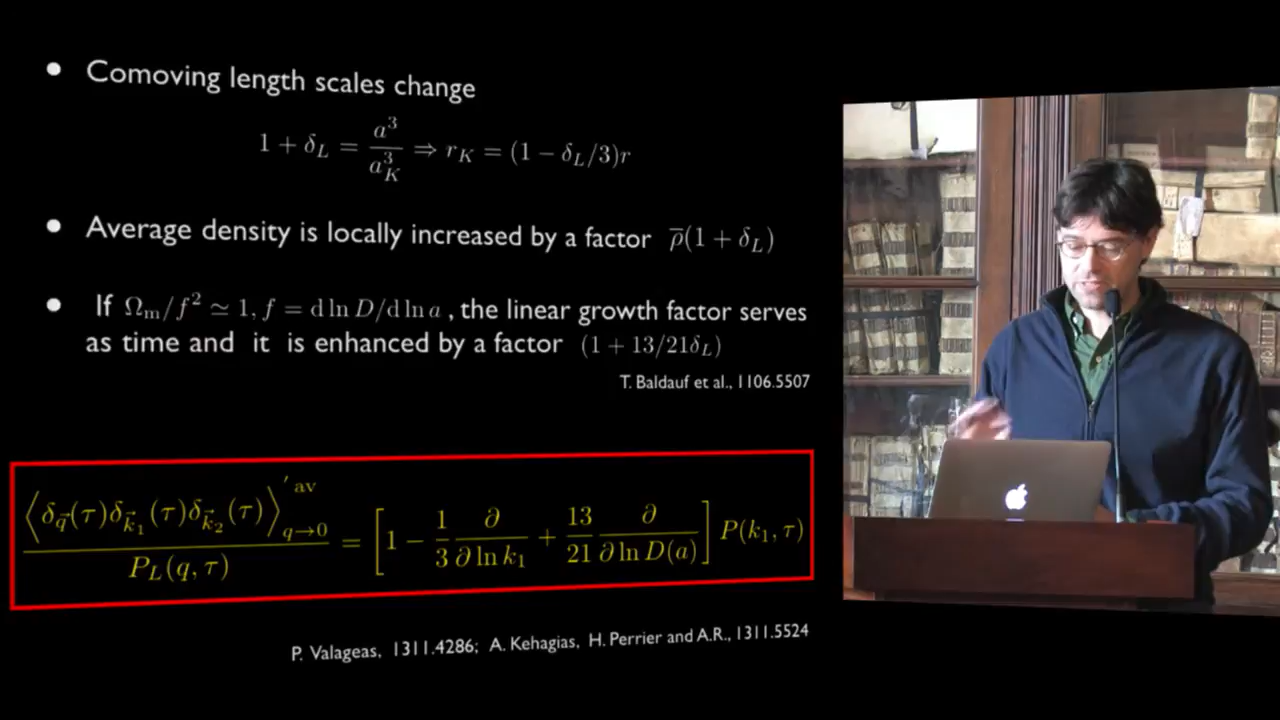 • Comoving length scales change
1 + δ_L = a³/a_K³ ⇒ r_K = (1 − δ_L/3)r
• Average density is locally increased by a factor ρ̄(1 + δ_L)
• If Ω_m/f² ≃ 1, f = d ln D/d ln a , the linear growth factor serves
as time and it is enhanced by a factor (1 + 13/21δ_L)
T. Baldauf et al., 1106.5507
⟨δ_q⃗(τ)δ_k⃗₁(τ)δ_k⃗₂(τ)⟩′ᵃᵛ_q→0 / P_L(q, τ) = [1 − 1/3 ∂/∂ ln k₁ + 13/21 ∂/∂ ln D(a)] P(k₁, τ)
P. Valageas, 1311.4286; A. Kehagias, H. Perrier and A.R., 1311.5524